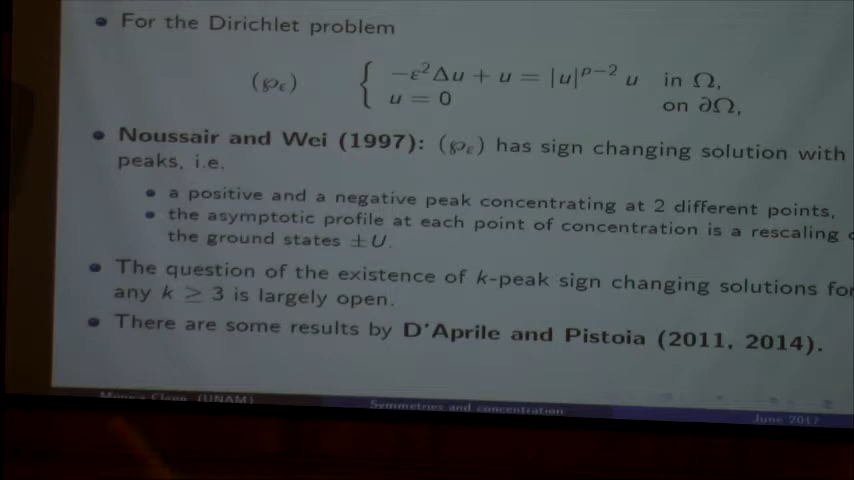 • For the Dirichlet problem
(℘ε) { −ε²Δu + u = |u|^{p−2} u in Ω,
u = 0 on ∂Ω,
• Noussair and Wei (1997): (℘ε) has sign changing solution with
peaks, i.e.
• a positive and a negative peak concentrating at 2 different points,
• the asymptotic profile at each point of concentration is a rescaling
the ground states ±U.
• The question of the existence of k-peak sign changing solutions for
any k ≥ 3 is largely open.
• There are some results by D'Aprile and Pistoia (2011, 2014).
(UNAM)
Symmetries and concentration
June 2017